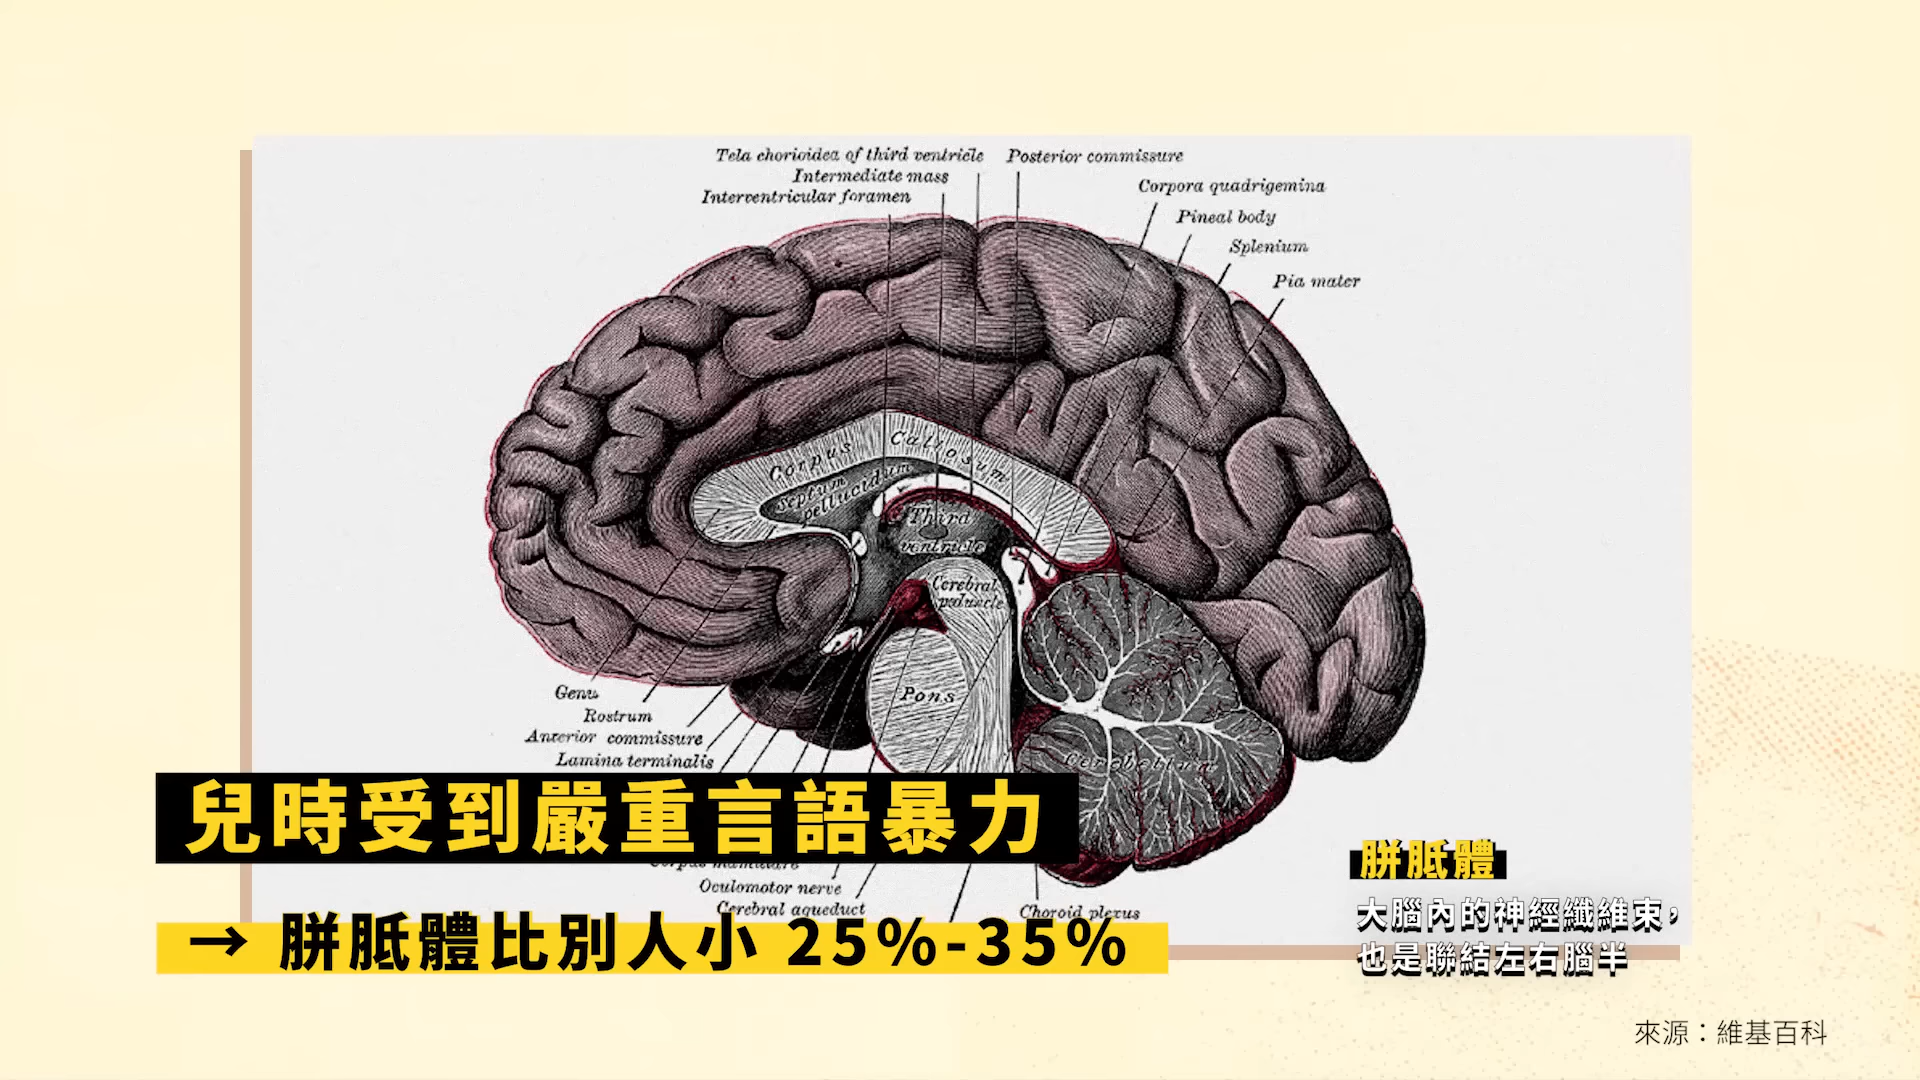 Tela chorioidea of third ventricle
Posterior commissure
Intermediate mass
Corpora quadrigemina
Interventricular foramen
Pineal body
Splenium
Pia mater
Corpus Callosum
Septum
pellucidum
Third
ventricle
Cerebral
peduncle
Genu
Pons
Rostrum
Anterior commissure
Lamina terminalis
Cerebellum
兒時受到嚴重言語暴力
Oculomotor nerve
Cerebral aqueduct
Choroid plexus
→ 胼胝體比別人小 25%-35%
胼胝體
大腦內的神經纖維束，
也是聯結左右腦半
來源：維基百科